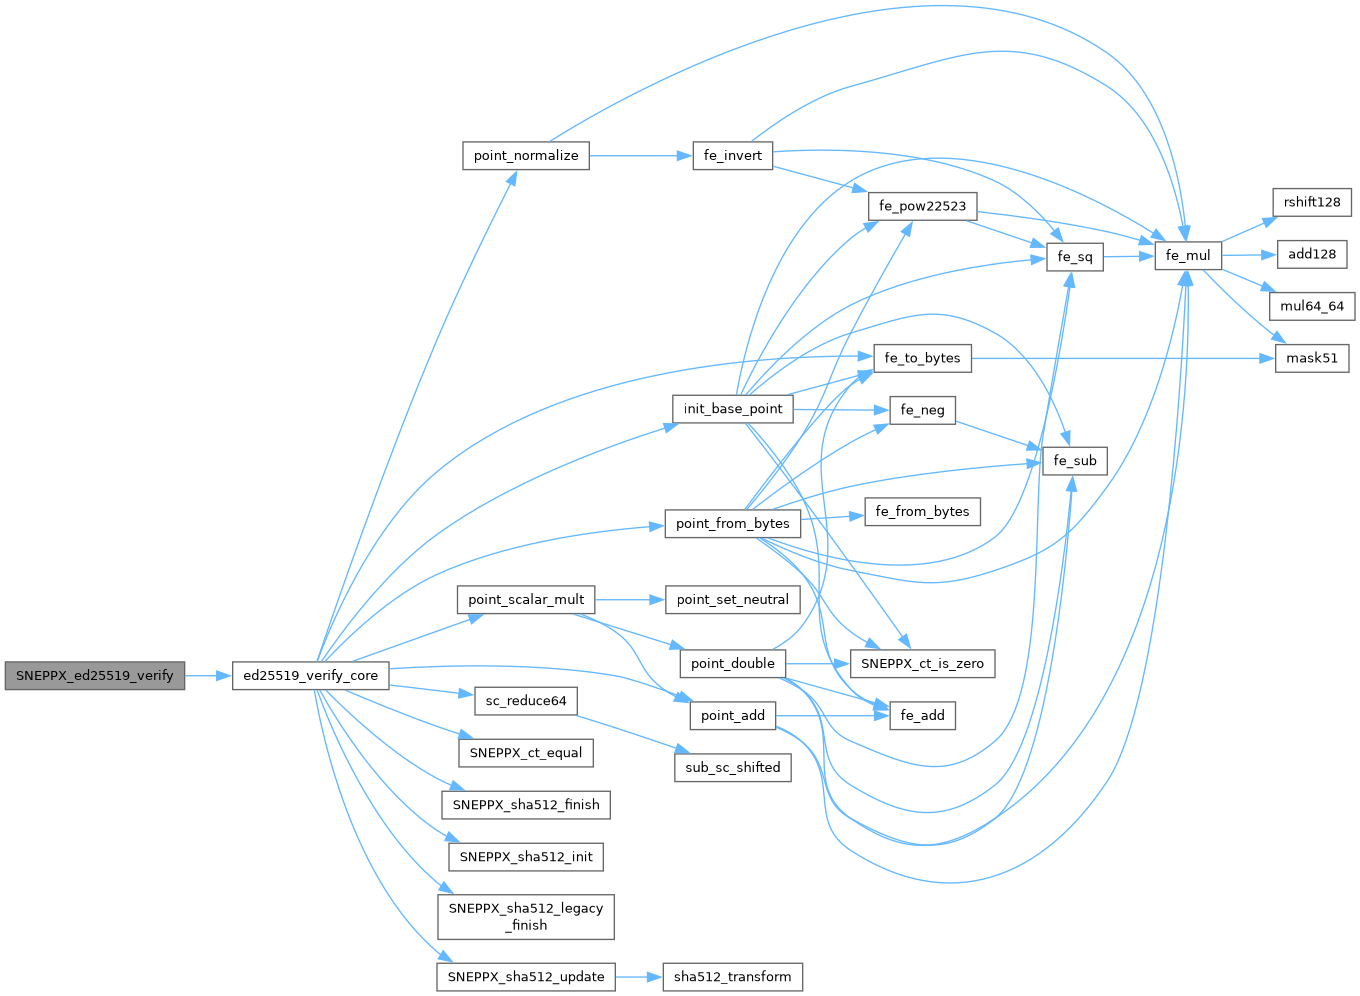 SNEPPX_ed25519_verify
ed25519_verify_core
point_normalize
fe_invert
fe_pow22523
fe_sq
fe_mul
rshift128
add128
mul64_64
mask51
fe_to_bytes
init_base_point
fe_neg
fe_sub
point_from_bytes
fe_from_bytes
point_scalar_mult
point_set_neutral
point_double
SNEPPX_ct_is_zero
sc_reduce64
point_add
fe_add
SNEPPX_ct_equal
sub_sc_shifted
SNEPPX_sha512_finish
SNEPPX_sha512_init
SNEPPX_sha512_legacy
_finish
SNEPPX_sha512_update
sha512_transform